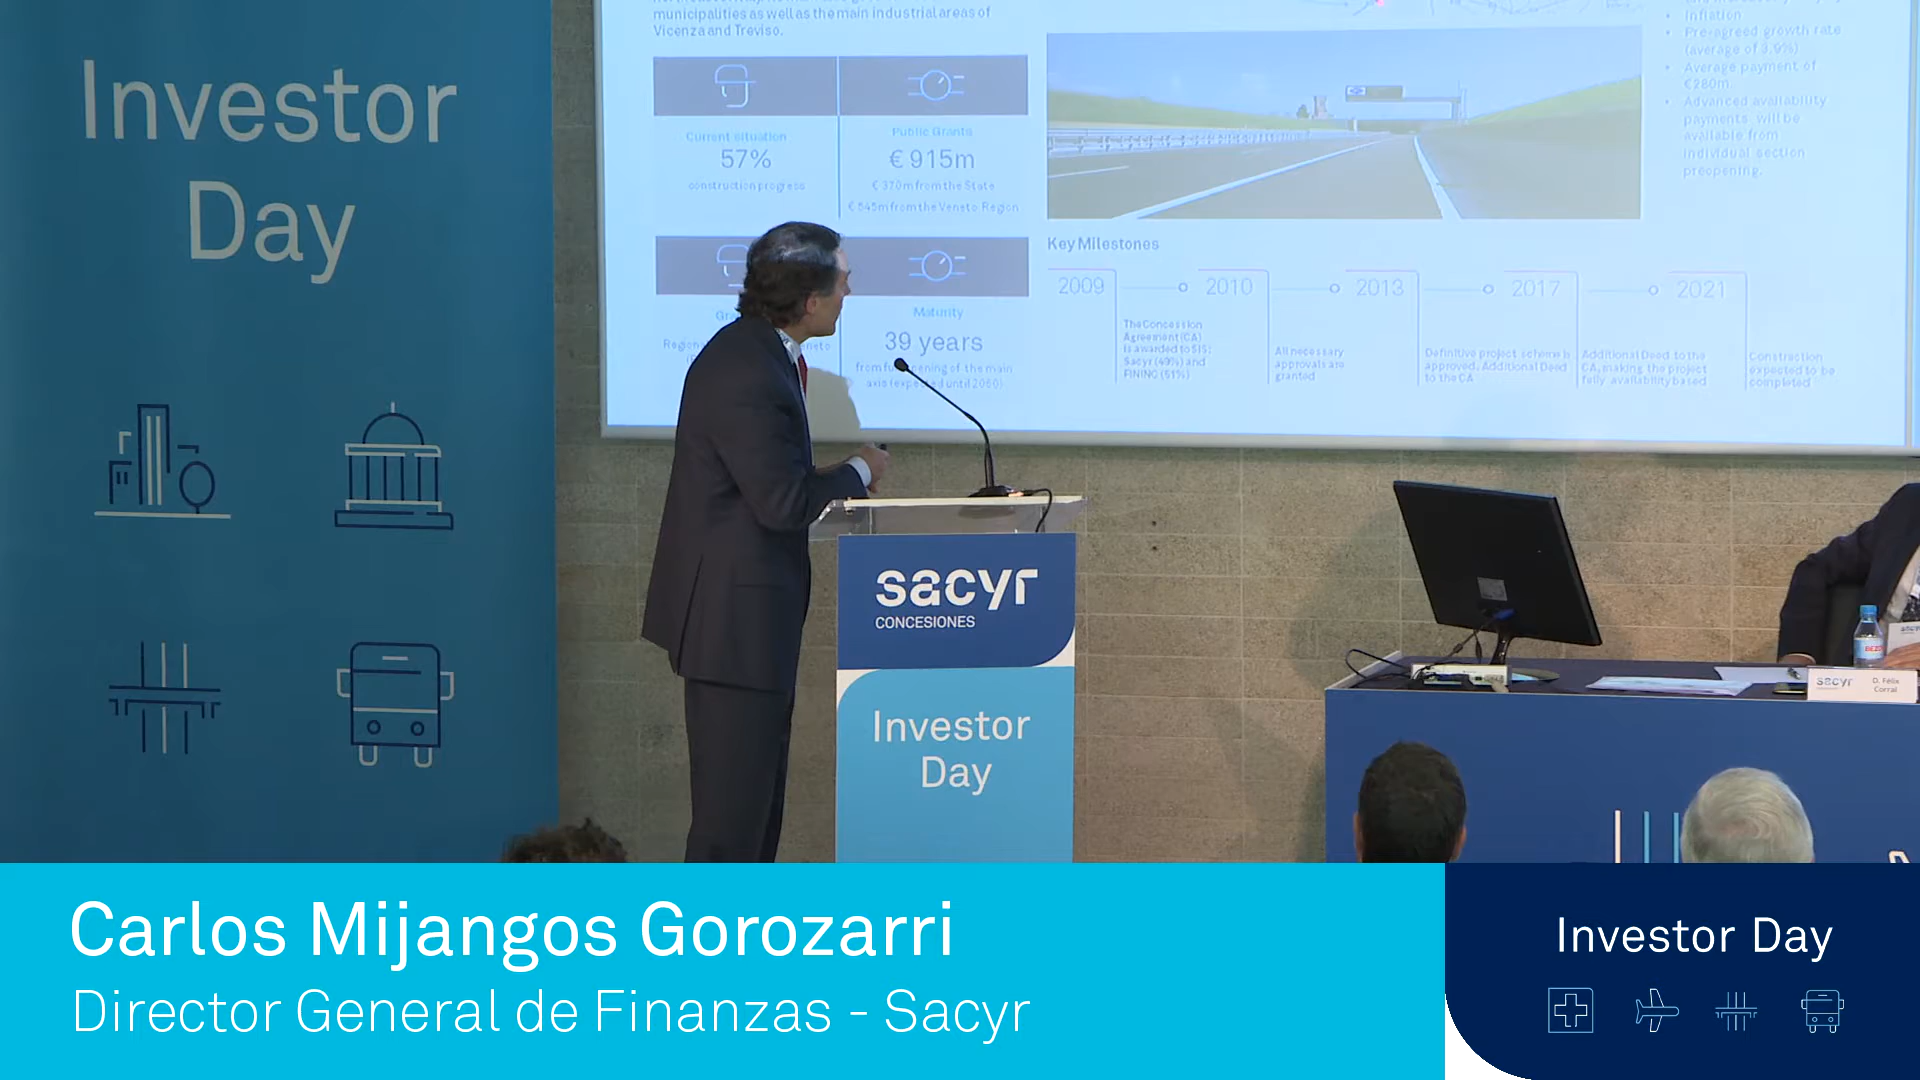 Investor
Day
municipalities as well as the main industrial areas of
Vicenza and Treviso.
Current situation
57%
construction progress
Public Grants
€ 915m
€ 370m from the State
€ 545m from the Veneto Region
Maturity
39 years
Key Milestones
2009
2010
2013
2017
2021
The Concession
Agreement (CA)
is awarded to SIS:
Sacyr (49%) and
FININC (51%)
All necessary
approvals are
granted
Definitive project scheme is
approved. Additional Deed
to the CA
Additional Deed to the
CA, making the project
fully availability based
Construction
expected to be
completed
• Inflation
• Pre-agreed growth rate
(average of 3.9%)
• Average payment of
€280m.
• Advanced availability
payments will be
available from
individual section
preopening.
sacyr
CONCESIONES
Investor
Day
sacyr
D. Félix
Corral
Carlos Mijangos Gorozarri
Director General de Finanzas - Sacyr
Investor Day